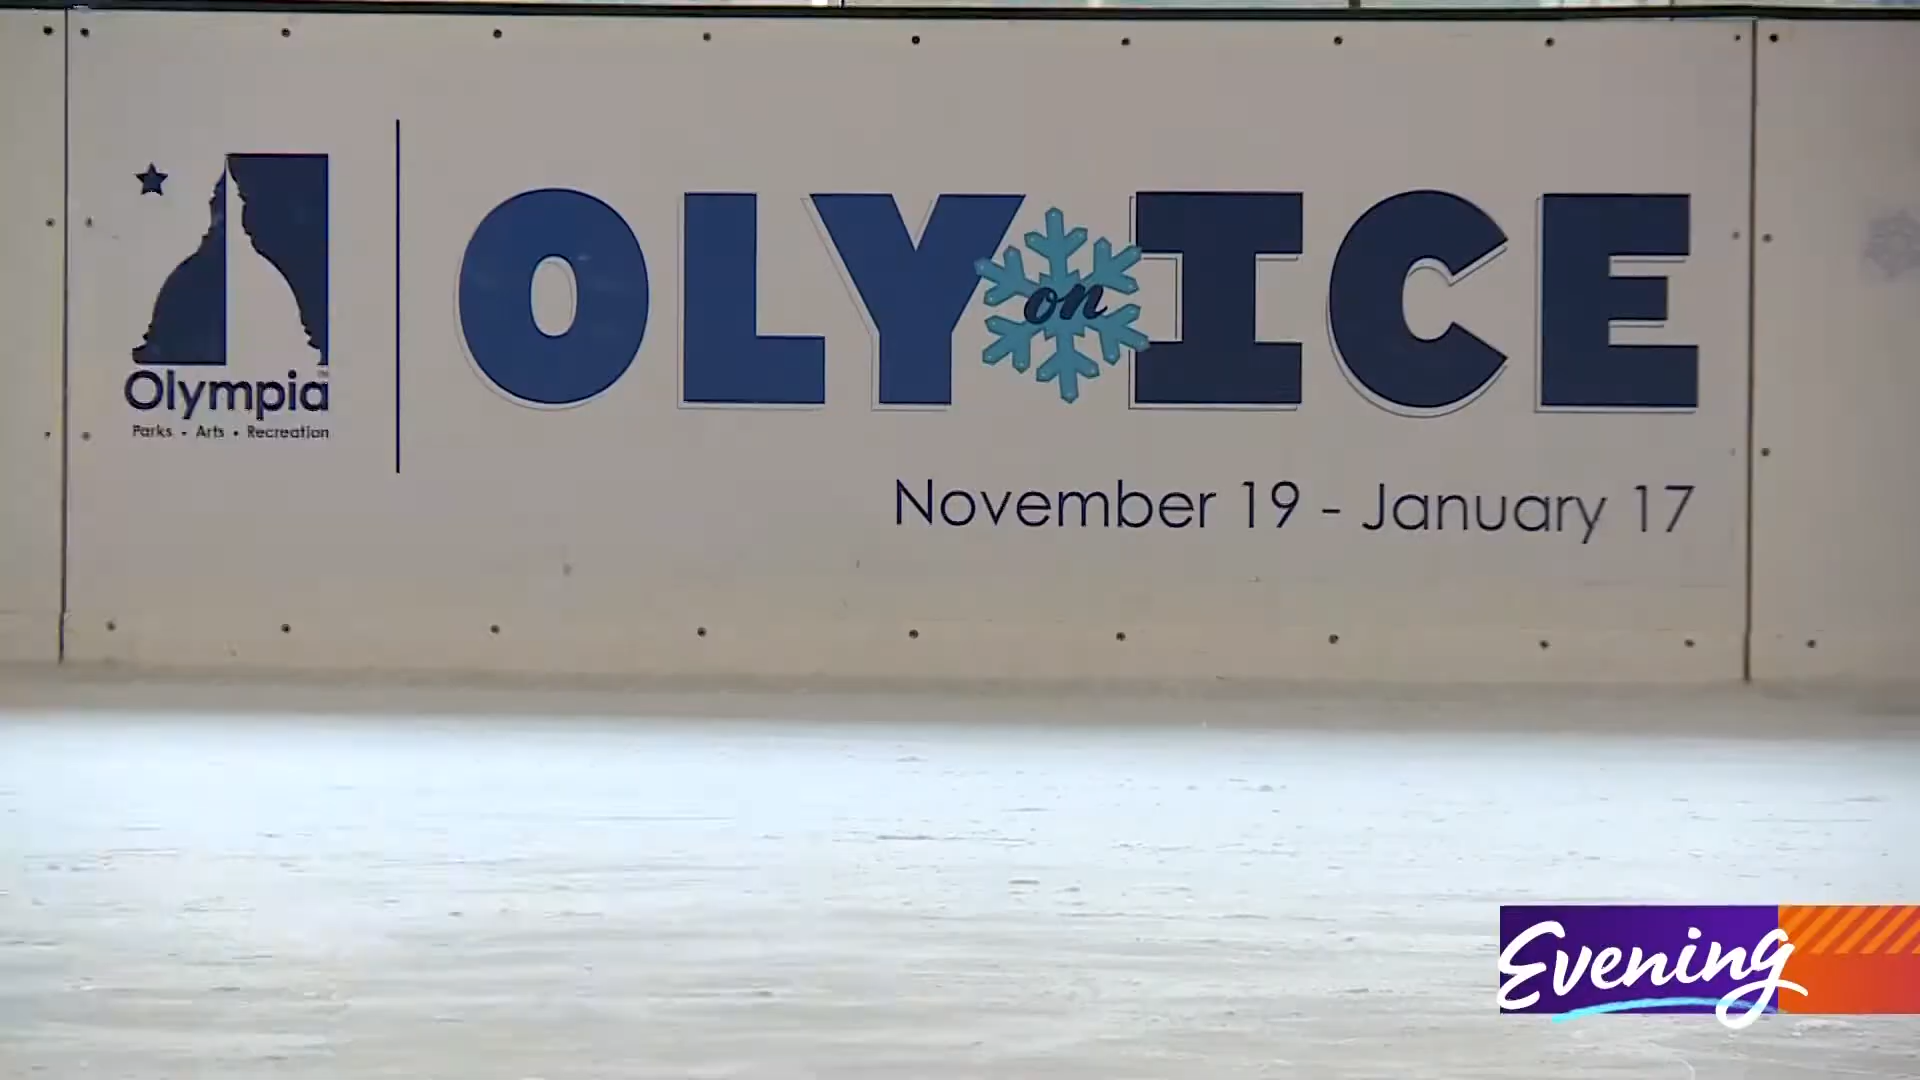 OLY on ICE
Olympia
Parks • Arts • Recreation
November 19 - January 17
Evening